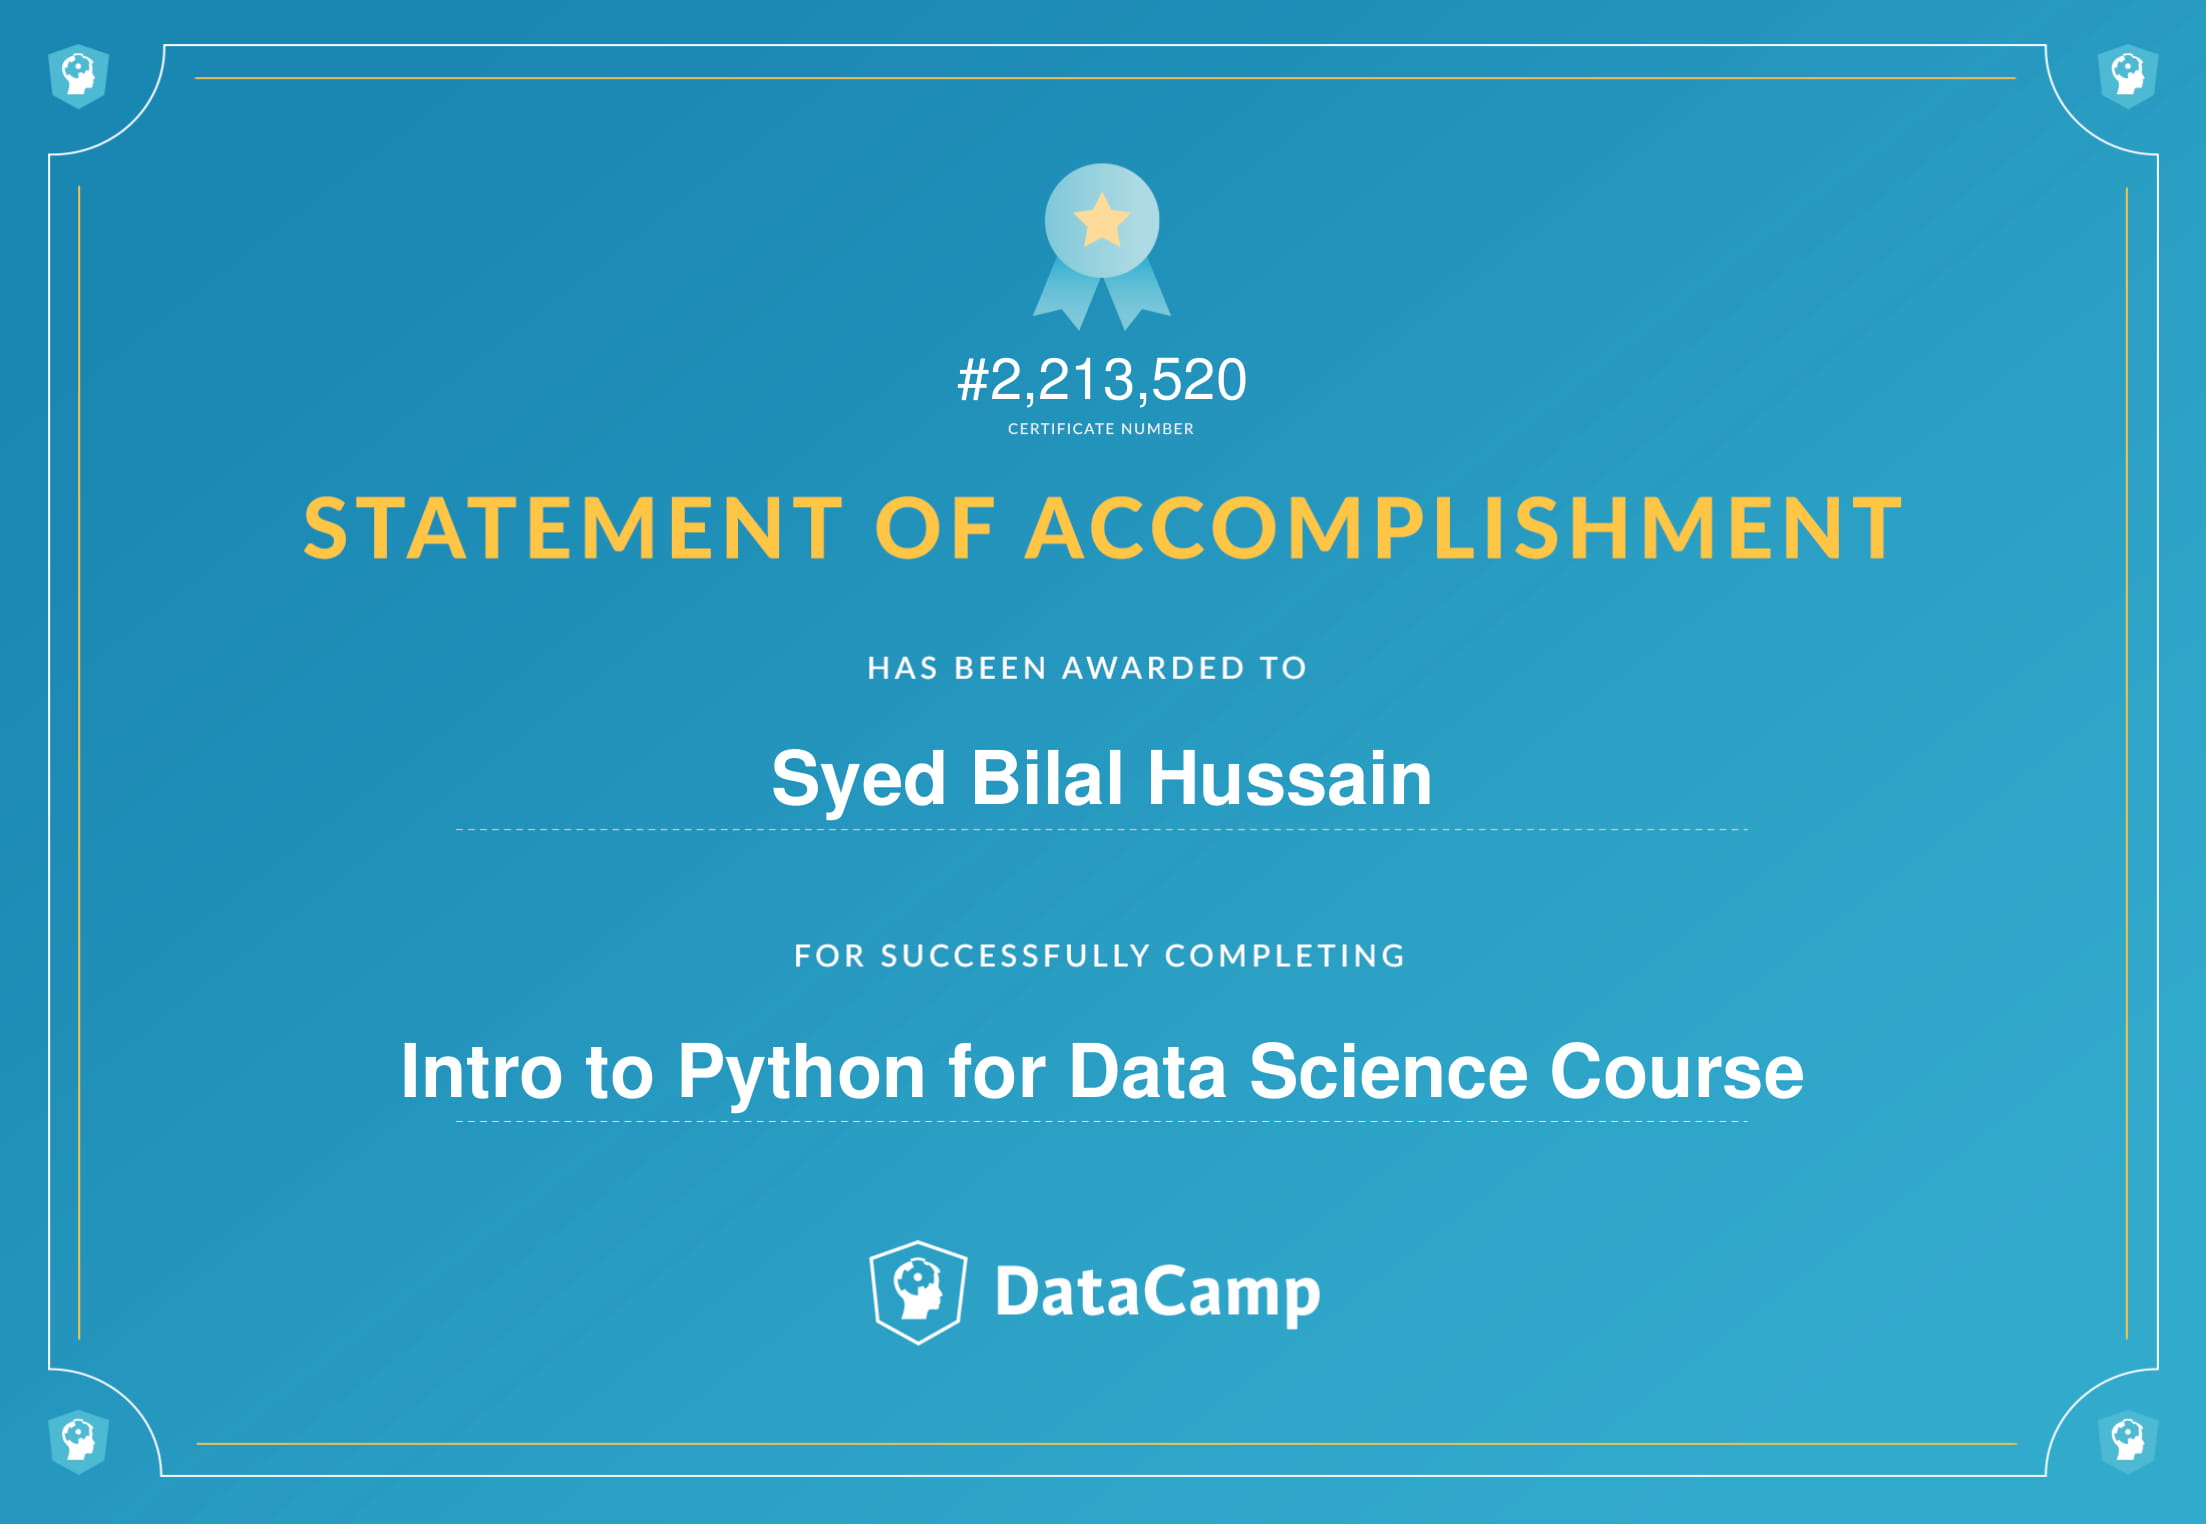 #2,213,520
CERTIFICATE NUMBER
STATEMENT OF ACCOMPLISHMENT
HAS BEEN AWARDED TO
Syed Bilal Hussain
FOR SUCCESSFULLY COMPLETING
Intro to Python for Data Science Course
DataCamp